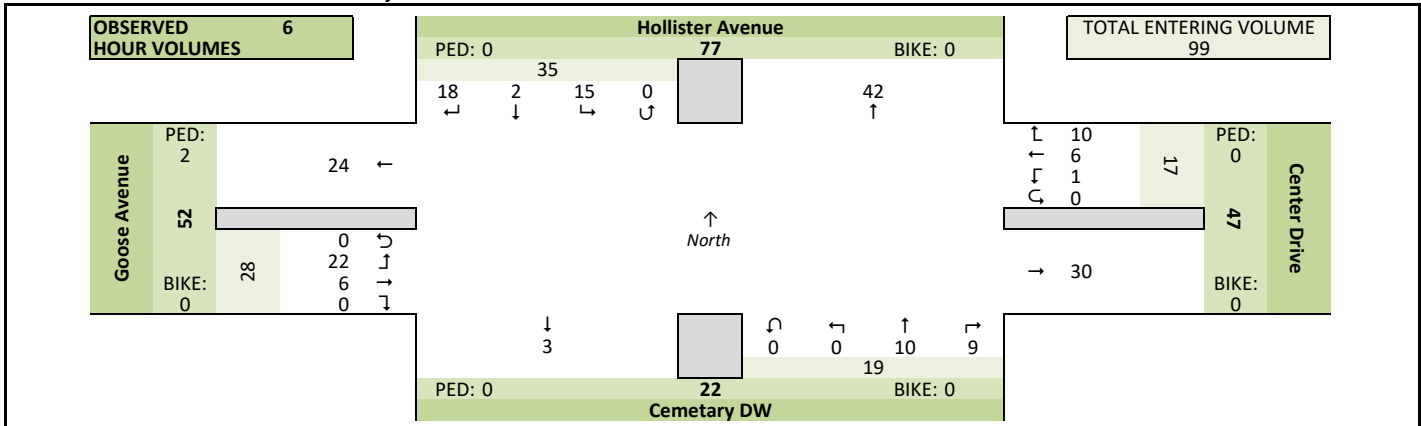 OBSERVED 6
HOUR VOLUMES
Hollister Avenue
TOTAL ENTERING VOLUME
99
PED: 0 77 BIKE: 0
35
18 2 15 0 42
↵ ↓ ↳ ↺ ↑
Goose Avenue
PED:
2
52
BIKE:
0
28
24 ←
0 ⮌
22 ↰
6 →
0 ↴
↑
North
↑ 10
← 6
↓ 1
⮎ 0
17
PED:
0
47
BIKE:
0
Center Drive
→ 30
↓
3
∩ ↰ ↑ ↱
0 0 10 9
19
PED: 0 22 BIKE: 0
Cemetary DW